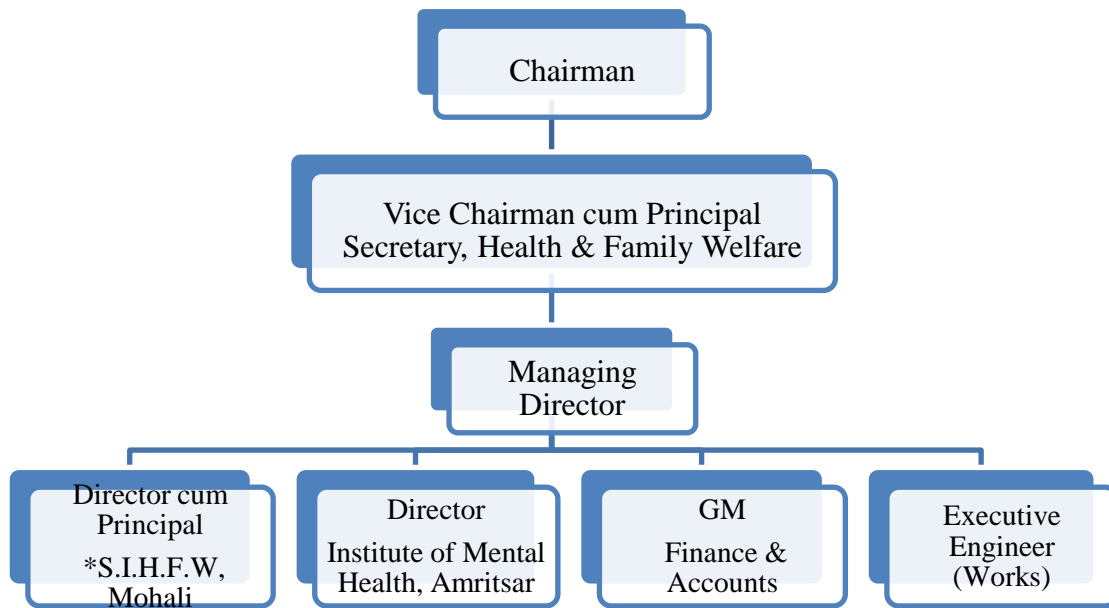 Chairman
Vice Chairman cum Principal
Secretary, Health & Family Welfare
Managing
Director
Director cum
Principal
*S.I.H.F.W,
Mohali
Director
Institute of Mental
Health, Amritsar
GM
Finance &
Accounts
Executive
Engineer
(Works)